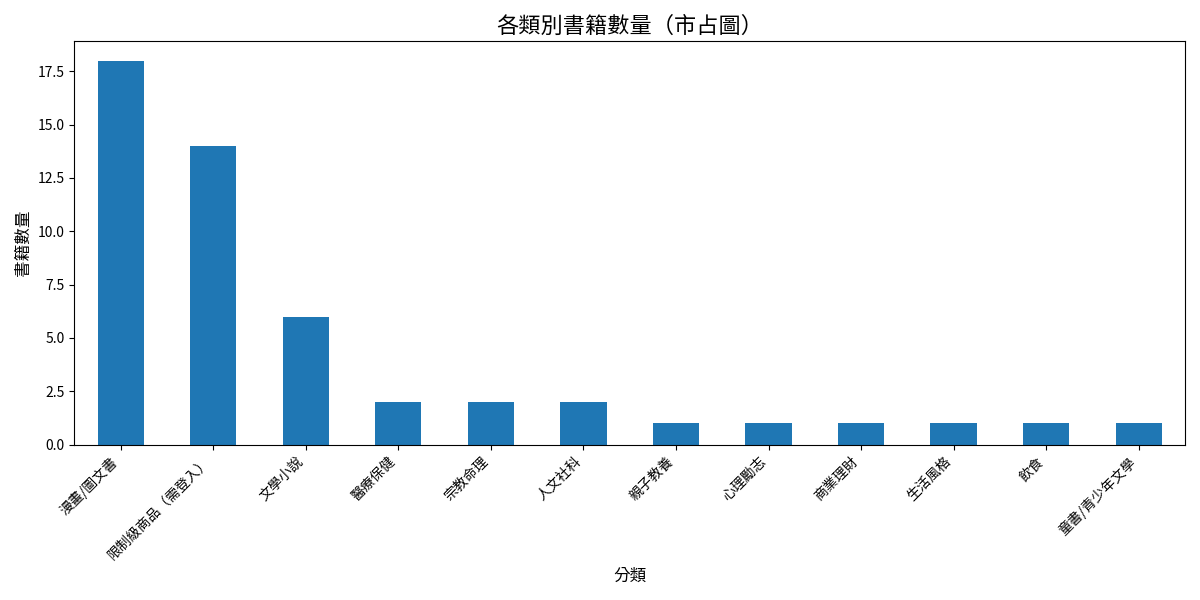 各類別書籍數量（市占圖）
17.5
15.0
12.5
10.0
7.5
5.0
2.5
0.0
書籍數量
漫畫/圖文書
限制級商品（需登入）
文學小說
醫療保健
宗教命理
人文社科
親子教養
心理勵志
商業理財
生活風格
飲食
童書/青少年文學
分類